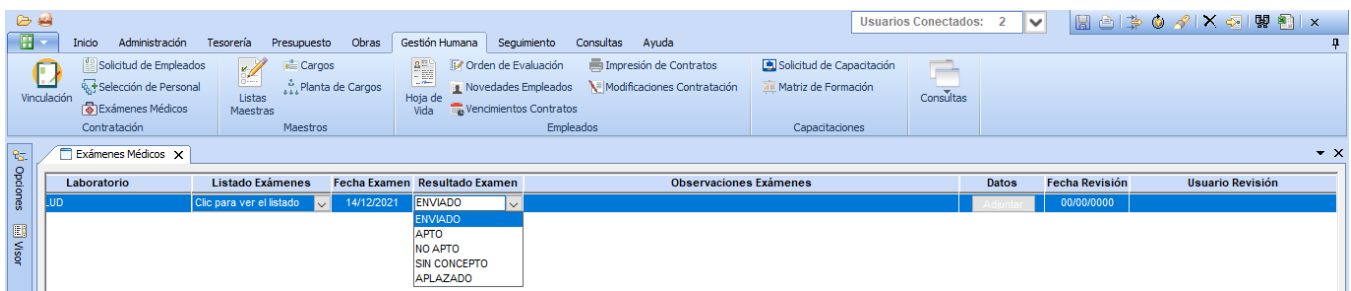 Usuarios Conectados: 2
Inicio Administración Tesorería Presupuesto Obras Gestión Humana Seguimiento Consultas Ayuda
Vinculación
Solicitud de Empleados
Selección de Personal
Exámenes Médicos
Contratación
Listas Maestras
Cargos
Planta de Cargos
Maestros
Hoja de Vida
Orden de Evaluación
Novedades Empleados
Vencimientos Contratos
Impresión de Contratos
Modificaciones Contratación
Empleados
Solicitud de Capacitación
Matriz de Formación
Capacitaciones
Consultas
Opciones
Visor
Exámenes Médicos
Laboratorio Listado Exámenes Fecha Examen Resultado Examen Observaciones Exámenes Datos Fecha Revisión Usuario Revisión
UD Clic para ver el listado 14/12/2021 ENVIADO Adjuntar 00/00/0000
ENVIADO
APTO
NO APTO
SIN CONCEPTO
APLAZADO